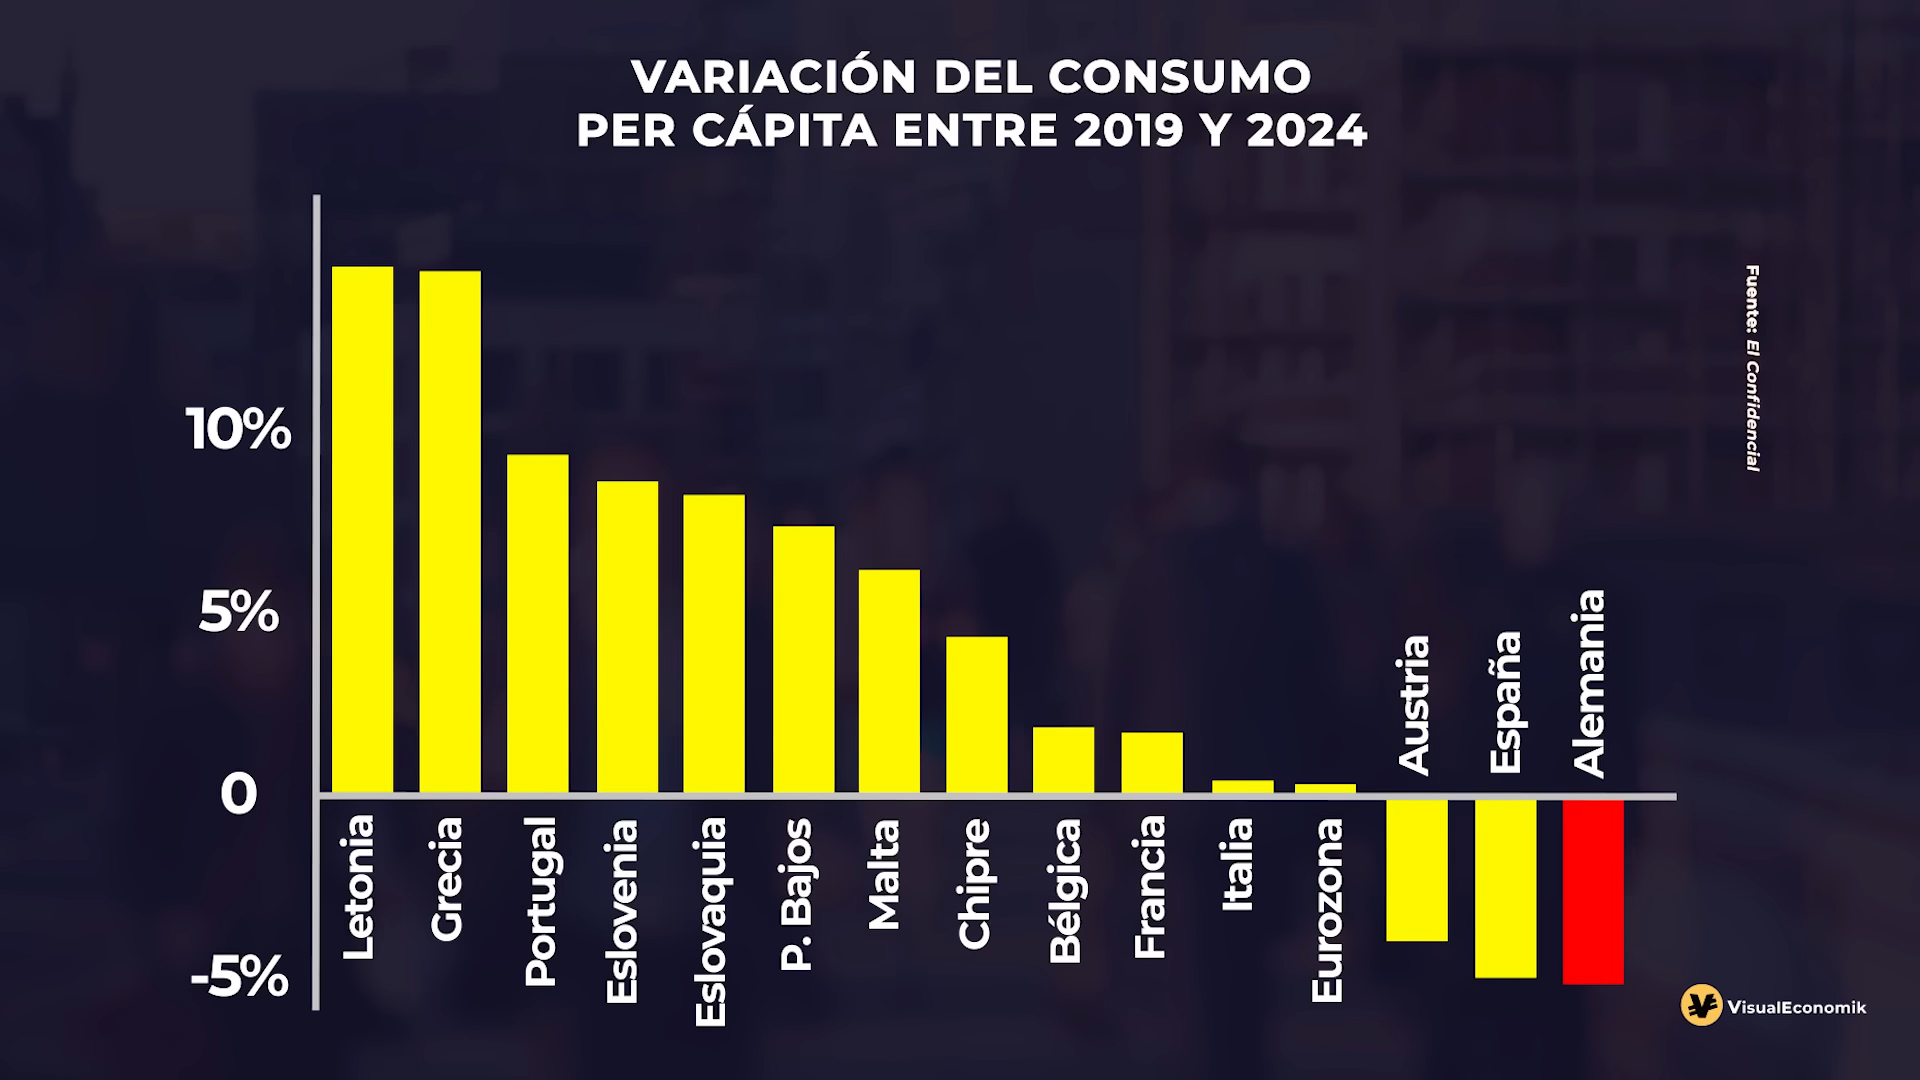 VARIACIÓN DEL CONSUMO
PER CÁPITA ENTRE 2019 Y 2024
10%
5%
0
-5%
Letonia
Grecia
Portugal
Eslovenia
Eslovaquia
P. Bajos
Malta
Chipre
Bélgica
Francia
Italia
Eurozona
Austria
España
Alemania
Fuente: El Confidencial
VisualEconomik